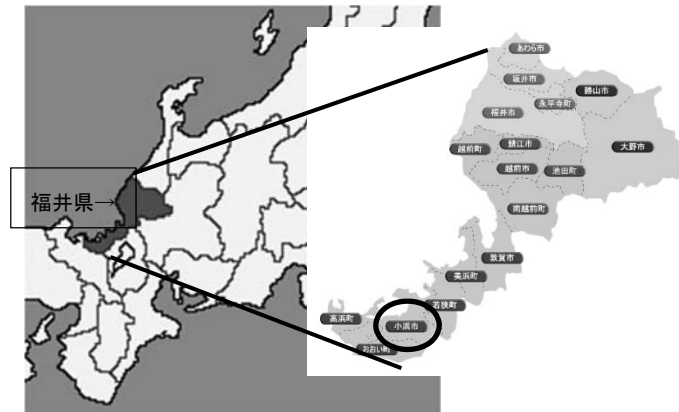 福井県→
あわら市
坂井市
勝山市
永平寺町
福井市
大野市
越前町
鯖江市
越前市
池田町
南越前町
敦賀市
美浜町
若狭町
高浜町
小浜市
おおい町